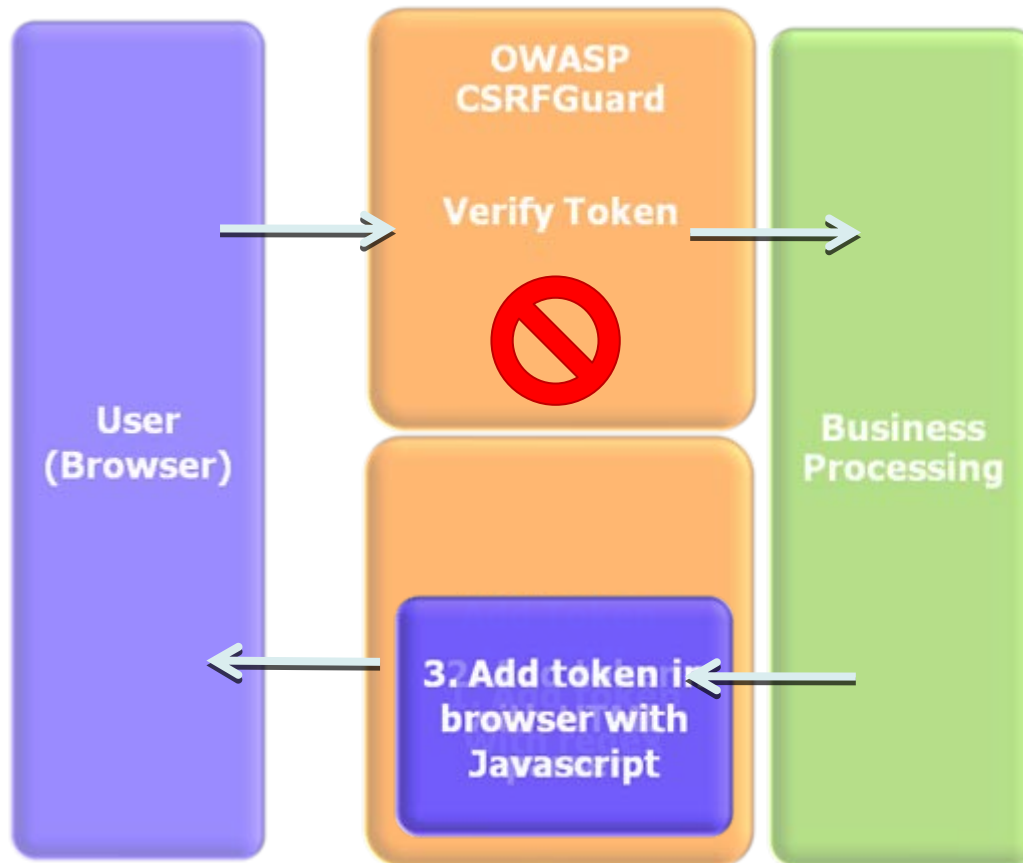 OWASP
CSRFGuard
Verify Token
User
(Browser)
Business
Processing
3. Add token in
browser with
Javascript